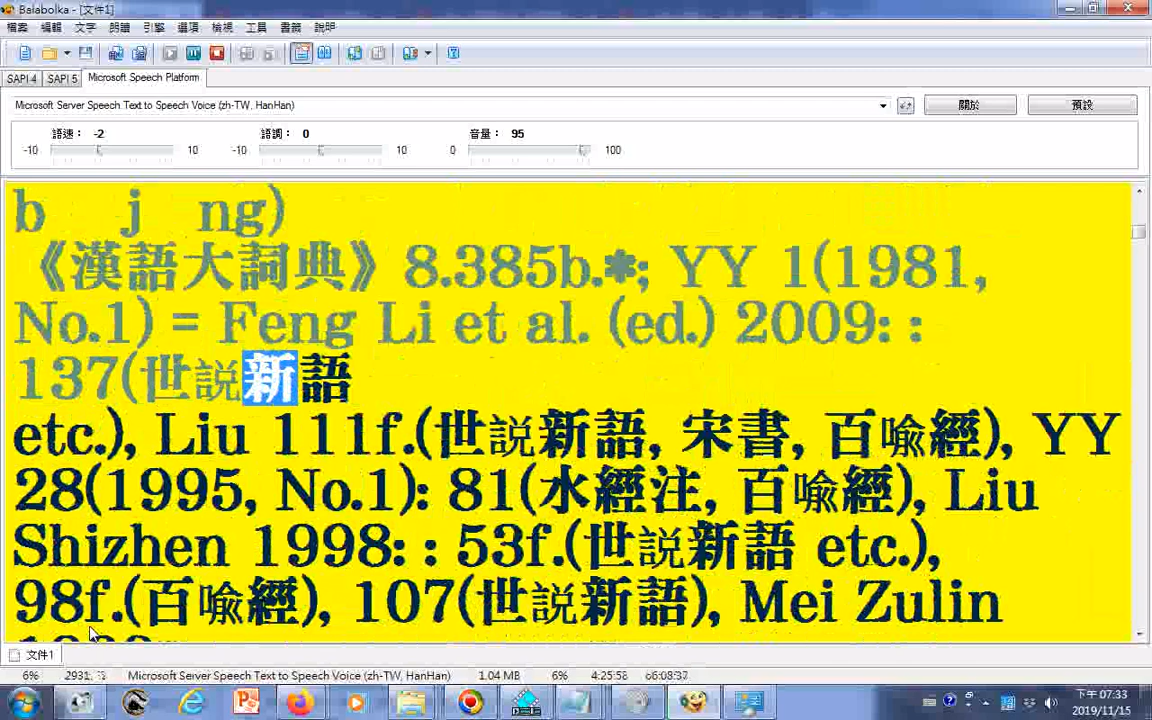 Balabolka - [文件1]
檔案 編輯 文字 朗讀 引擎 選項 檢視 工具 書籤 說明
SAPI 4 SAPI 5 Microsoft Speech Platform
Microsoft Server Speech Text to Speech Voice (zh-TW, HanHan) 關於 預設
語速： -2 語調： 0 音量： 95
-10 10 -10 10 0 100
b j ng)
《漢語大詞典》 8.385b.*; YY 1(1981,
No.1) = Feng Li et al. (ed.) 2009: :
137(世説新語
etc.), Liu 111f.(世説新語, 宋書, 百喩經), YY
28(1995, No.1): 81(水經注, 百喩經), Liu
Shizhen 1998: : 53f.(世説新語 etc.),
98f.(百喩經), 107(世説新語), Mei Zulin
文件1
6% Microsoft Server Speech Text to Speech Voice (zh-TW, HanHan) 1.04 MB 6% 4:25:58
下午 07:33
2019/11/15